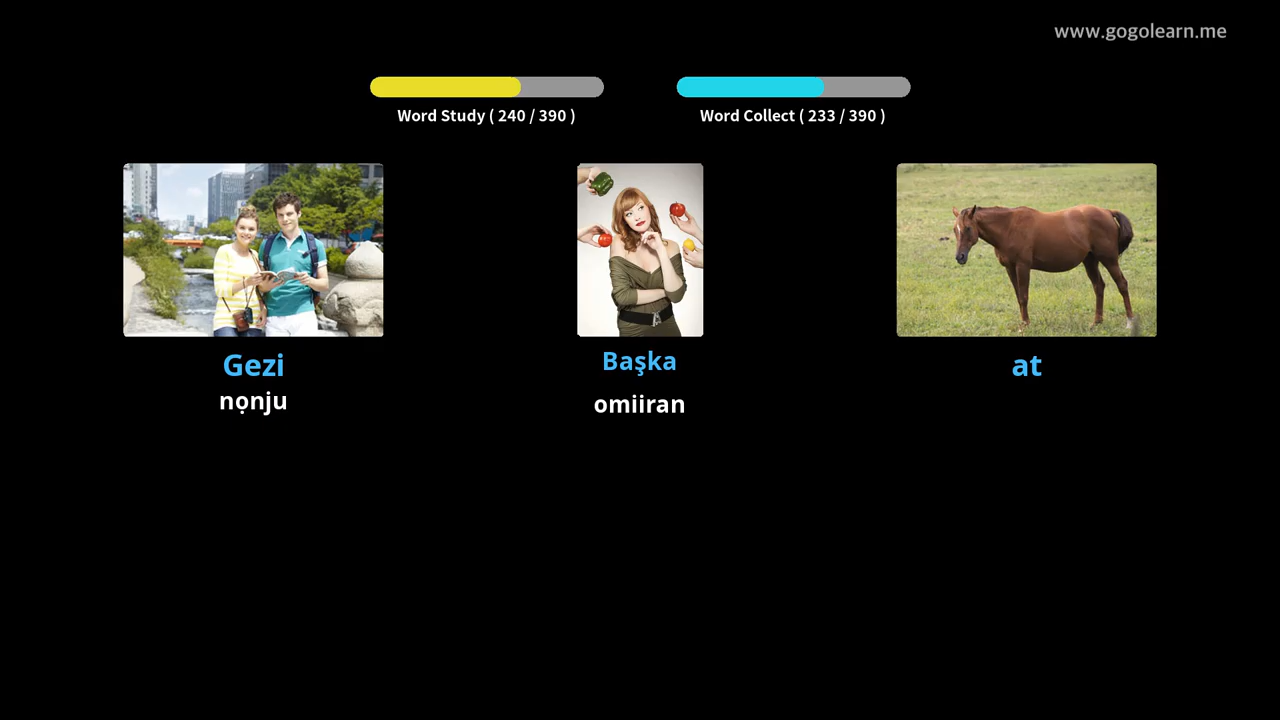 www.gogolearn.me
Word Study ( 240 / 390 )
Word Collect ( 233 / 390 )
Gezi
nọnju
Başka
omiiran
at